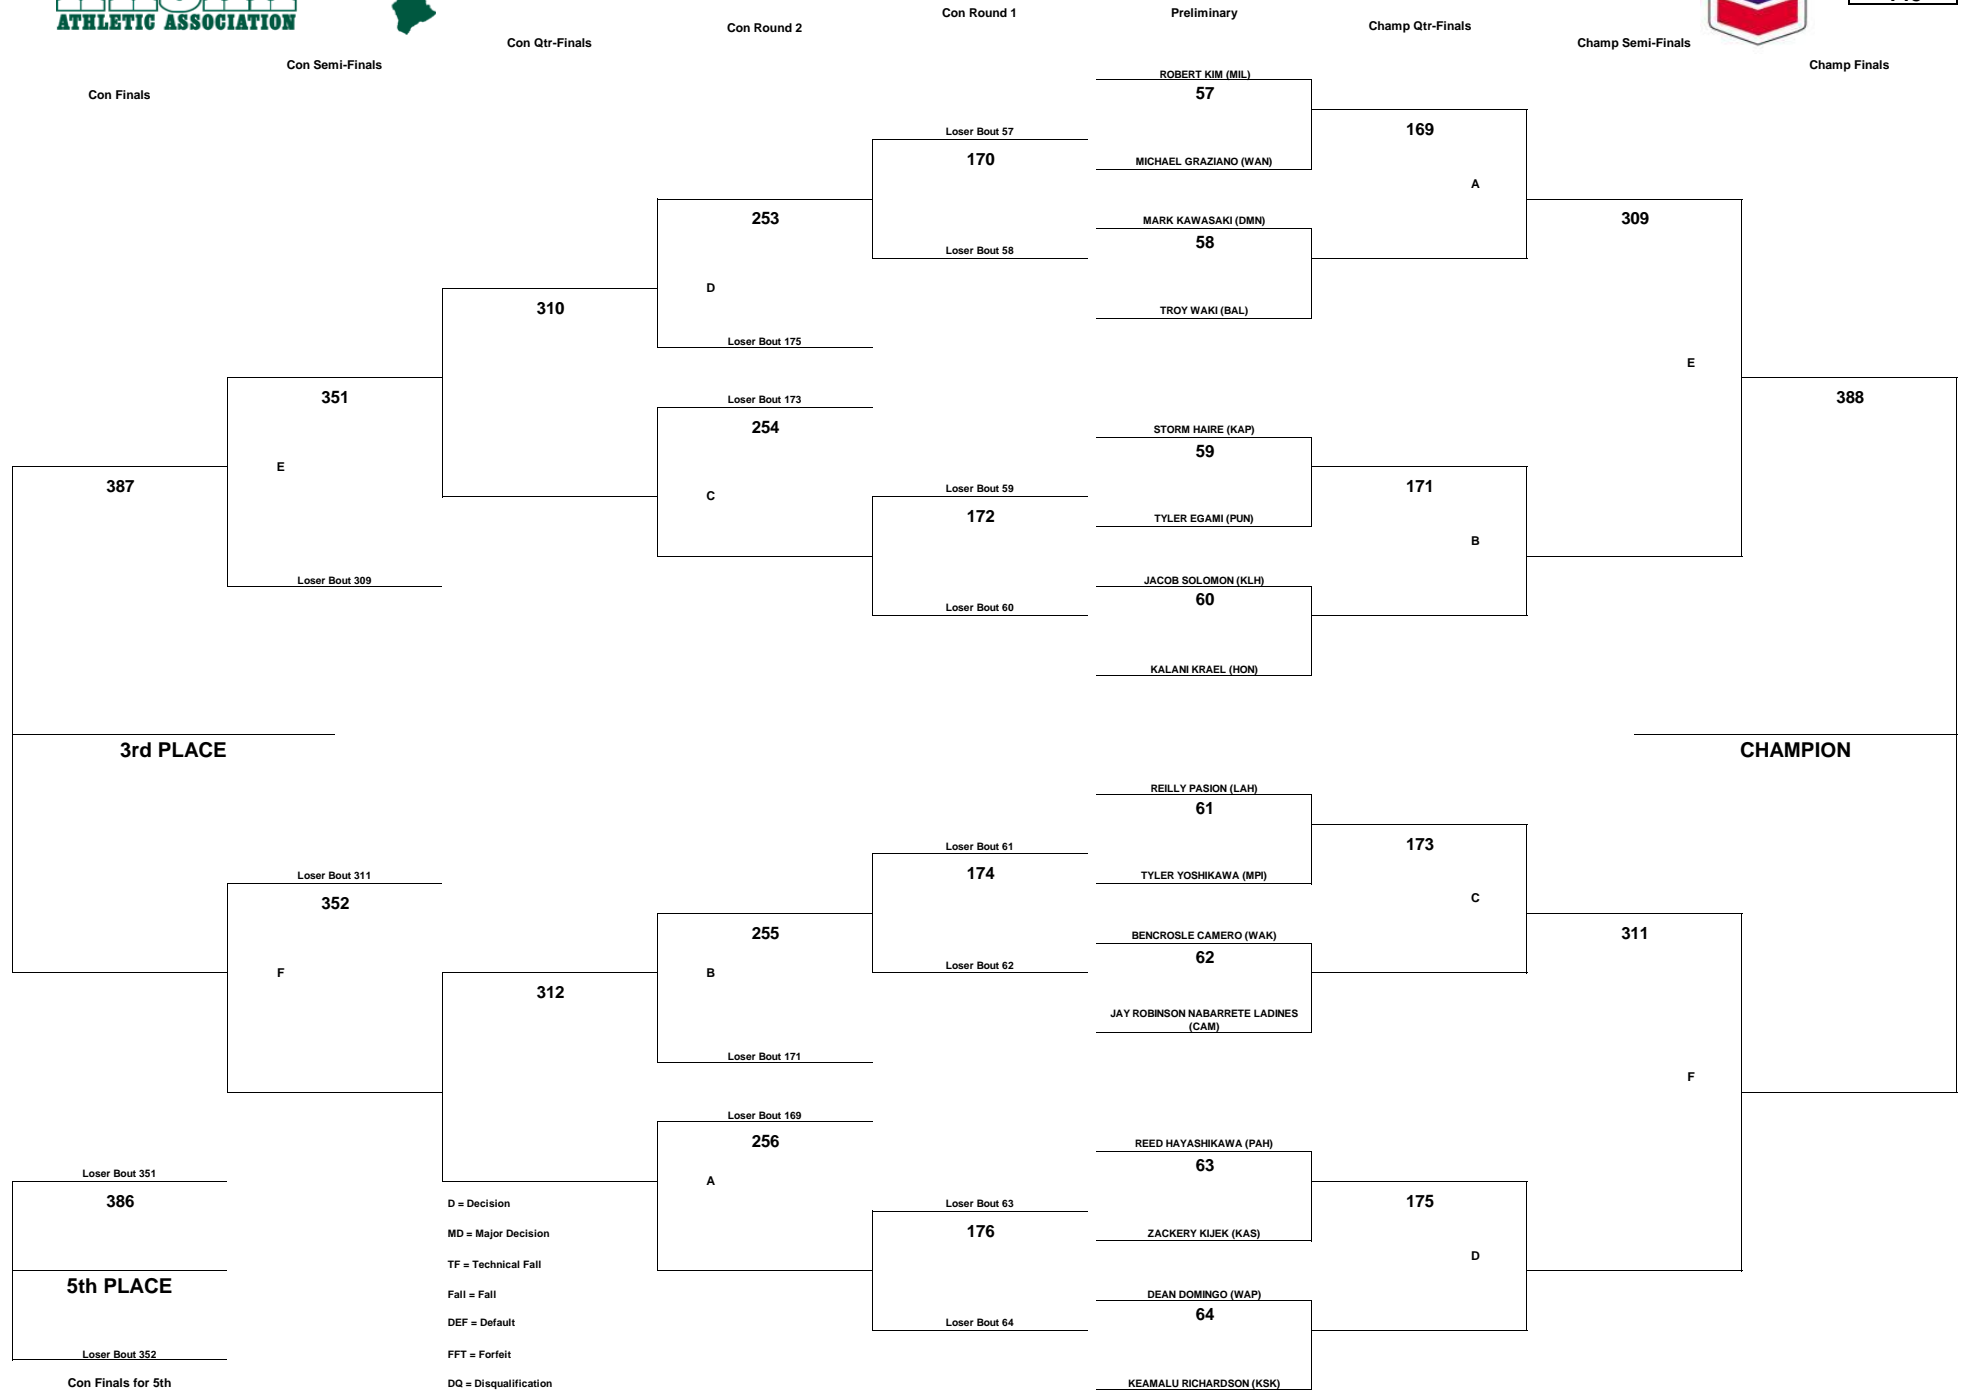 ATHLETIC ASSOCIATION
Con Finals
Con Semi-Finals
Con Qtr-Finals
Con Round 2
Con Round 1
Preliminary
Champ Qtr-Finals
Champ Semi-Finals
Champ Finals
ROBERT KIM (MIL)
57
Loser Bout 57
169
170
MICHAEL GRAZIANO (WAN)
A
253
MARK KAWASAKI (DMN)
309
58
Loser Bout 58
D
310
TROY WAKI (BAL)
Loser Bout 175
E
351
Loser Bout 173
388
254
STORM HAIRE (KAP)
59
E
387
Loser Bout 59
171
C
172
TYLER EGAMI (PUN)
B
Loser Bout 309
JACOB SOLOMON (KLH)
60
Loser Bout 60
KALANI KRAEL (HON)
3rd PLACE
CHAMPION
REILLY PASION (LAH)
61
Loser Bout 61
173
Loser Bout 311
174
TYLER YOSHIKAWA (MPI)
352
C
255
BENCROSLE CAMERO (WAK)
311
62
Loser Bout 62
F
B
312
JAY ROBINSON NABARRETE LADINES
(CAM)
Loser Bout 171
F
Loser Bout 169
256
REED HAYASHIKAWA (PAH)
63
Loser Bout 351
A
386
D = Decision
Loser Bout 63
175
MD = Major Decision
176
ZACKERY KIJEK (KAS)
D
TF = Technical Fall
5th PLACE
Fall = Fall
DEAN DOMINGO (WAP)
64
DEF = Default
Loser Bout 64
Loser Bout 352
FFT = Forfeit
Con Finals for 5th
DQ = Disqualification
KEAMALU RICHARDSON (KSK)